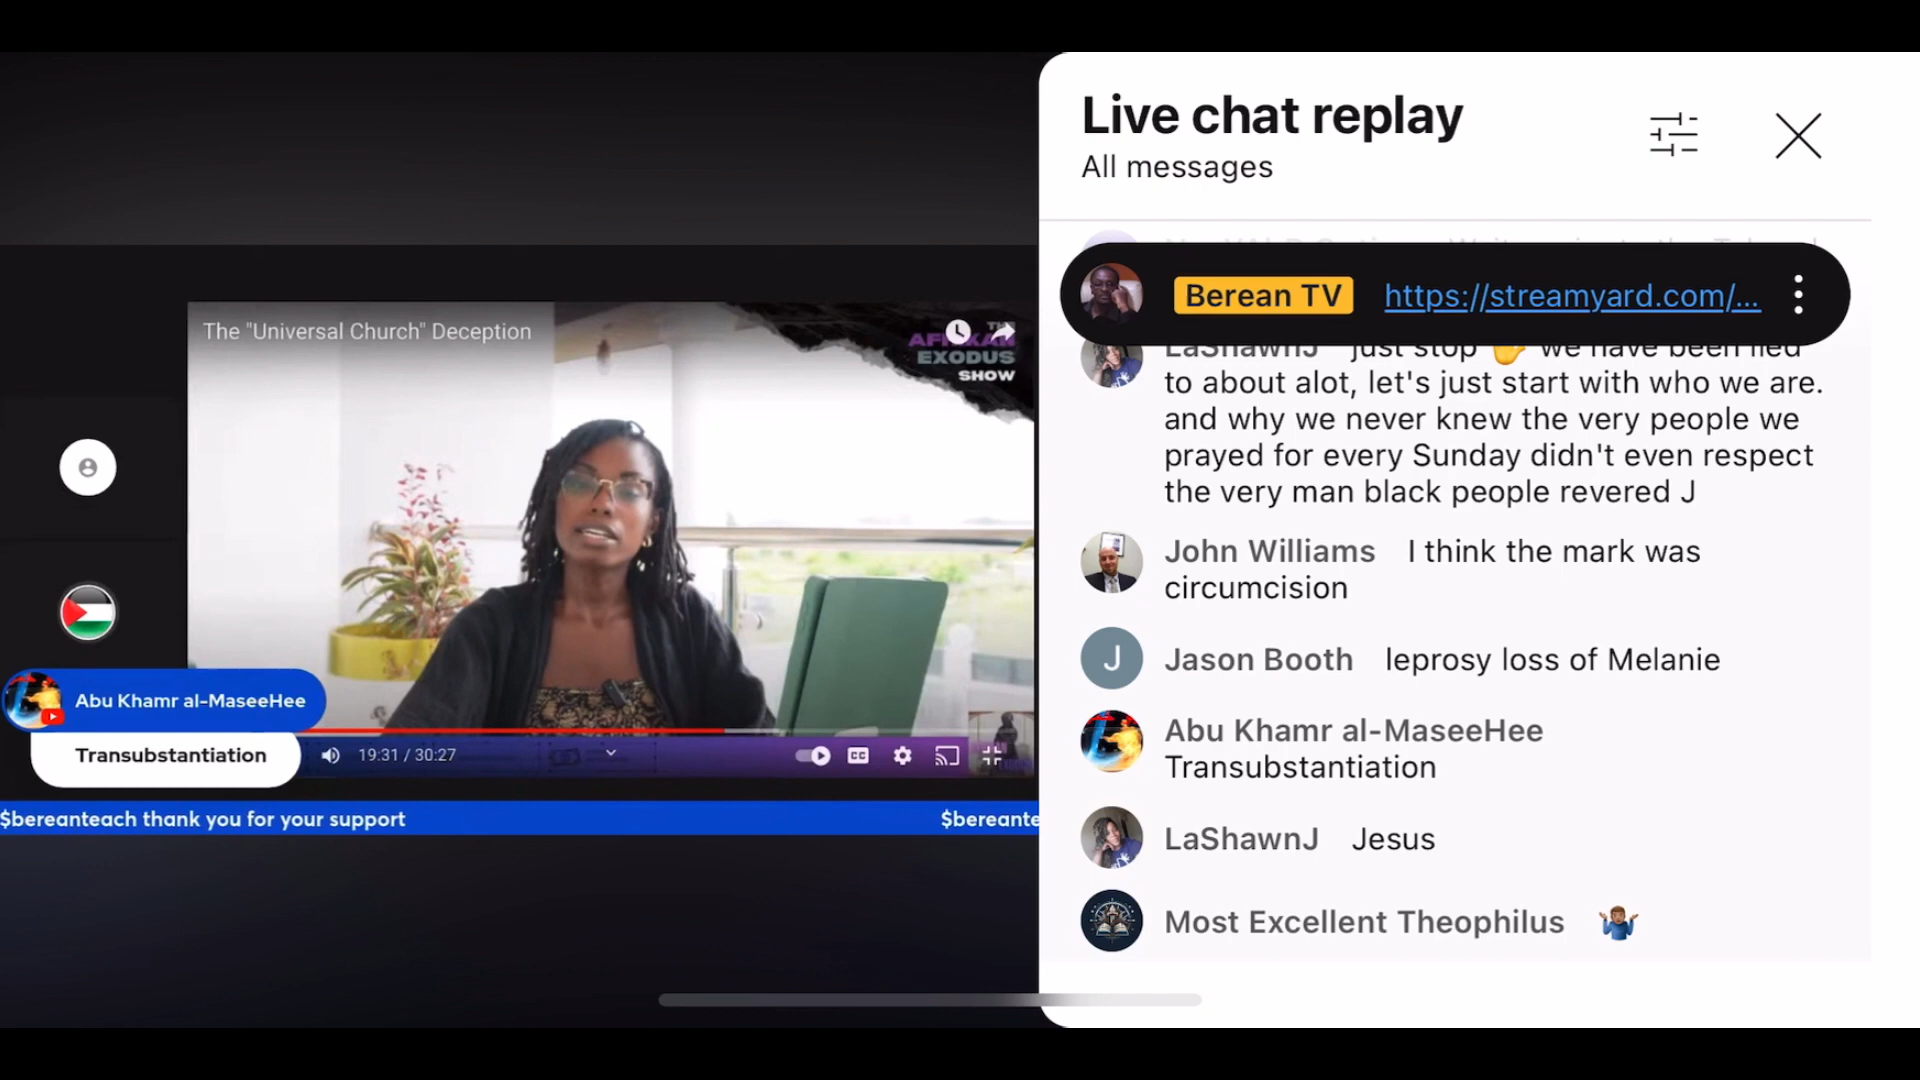 The "Universal Church" Deception
EXODUS
SHOW
Abu Khamr al-MaseeHee
Transubstantiation
19:31 / 30:27
CC
$bereanteach thank you for your support
$bereante
Live chat replay
All messages
Berean TV https://streamyard.com/...
LaShawnJ just stop ✋ we have been lied
to about alot, let's just start with who we are.
and why we never knew the very people we
prayed for every Sunday didn't even respect
the very man black people revered J
John Williams I think the mark was
circumcision
J Jason Booth leprosy loss of Melanie
Abu Khamr al-MaseeHee
Transubstantiation
LaShawnJ Jesus
Most Excellent Theophilus 🤷🏽‍♂️